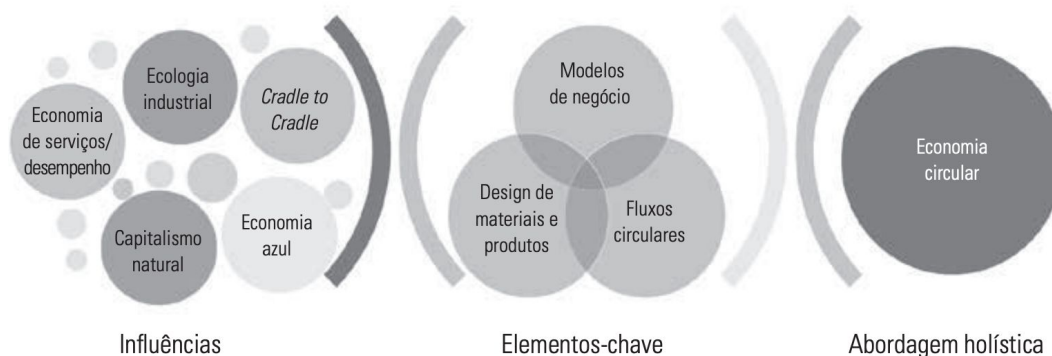 Ecologia
industrial
Cradle to
Cradle
Economia
de serviços/
desempenho
Capitalismo
natural
Economia
azul
Modelos
de negócio
Design de
materiais e
produtos
Fluxos
circulares
Economia
circular
Influências
Elementos-chave
Abordagem holística